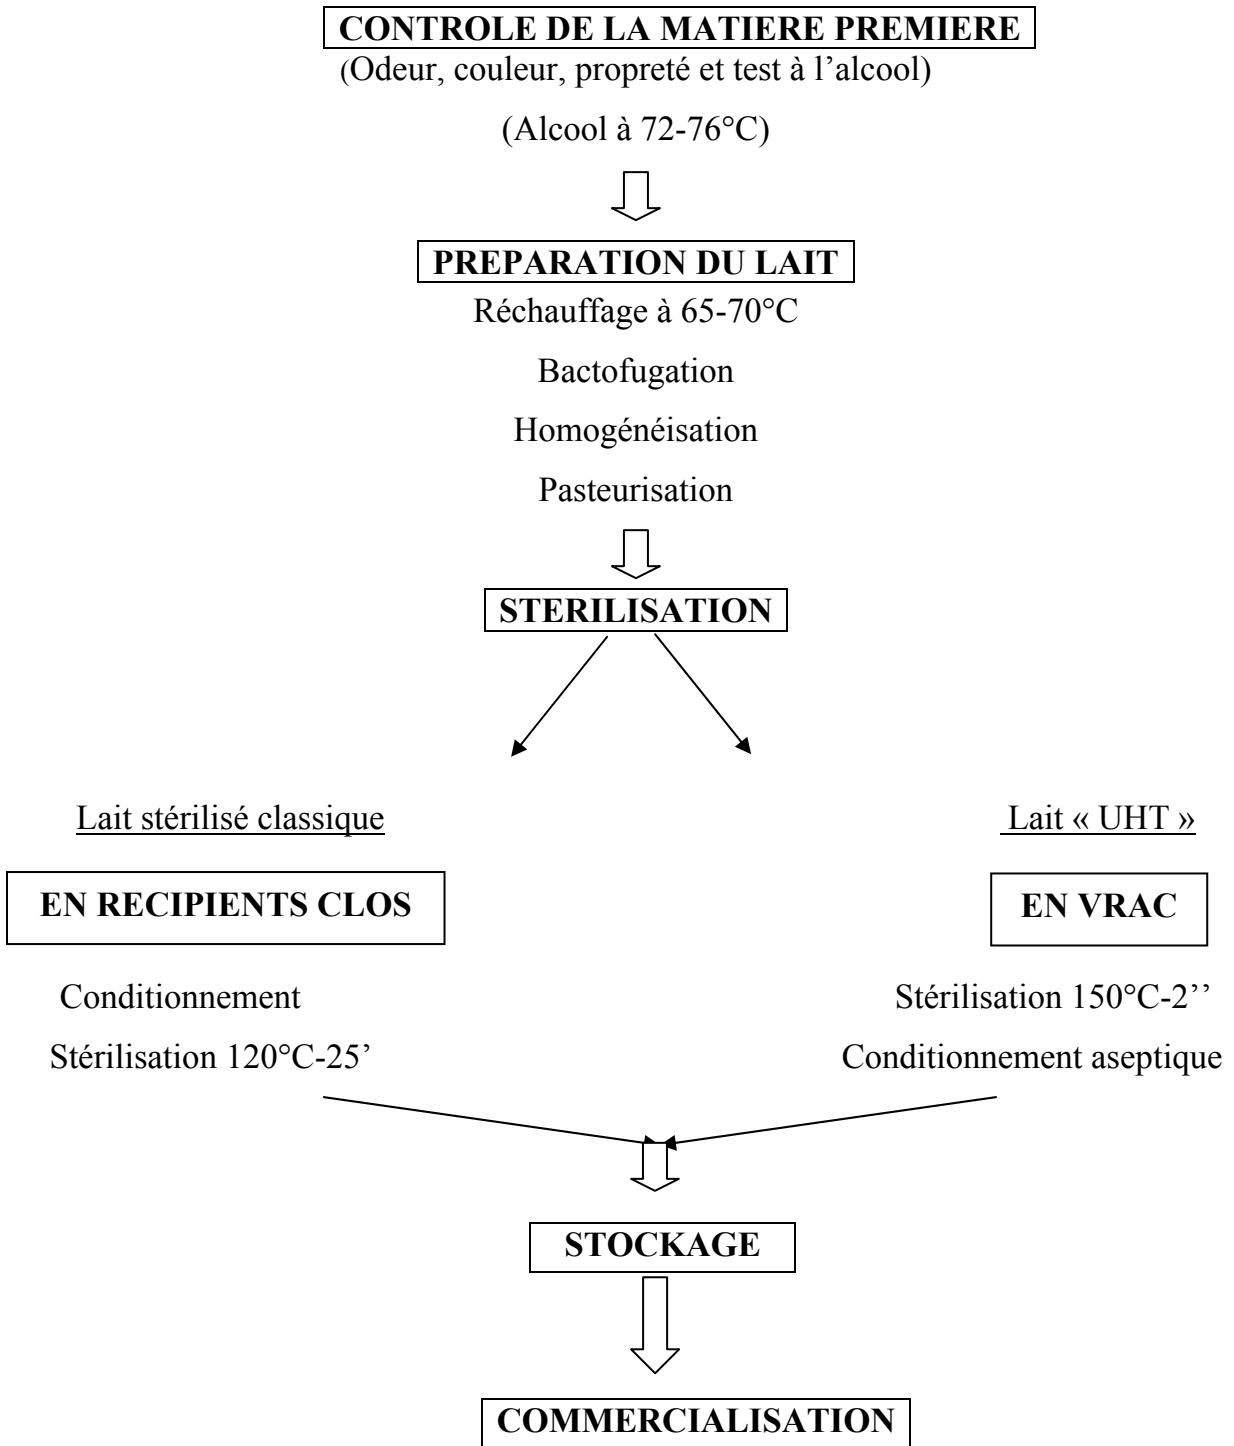 CONTROLE DE LA MATIERE PREMIERE
(Odeur, couleur, propreté et test à l’alcool)
(Alcool à 72-76°C)
PREPARATION DU LAIT
Réchauffage à 65-70°C
Bactofugation
Homogénéisation
Pasteurisation
STERILISATION
Lait stérilisé classique
EN RECIPIENTS CLOS
Conditionnement
Stérilisation 120°C-25’
Lait « UHT »
EN VRAC
Stérilisation 150°C-2’’
Conditionnement aseptique
STOCKAGE
COMMERCIALISATION